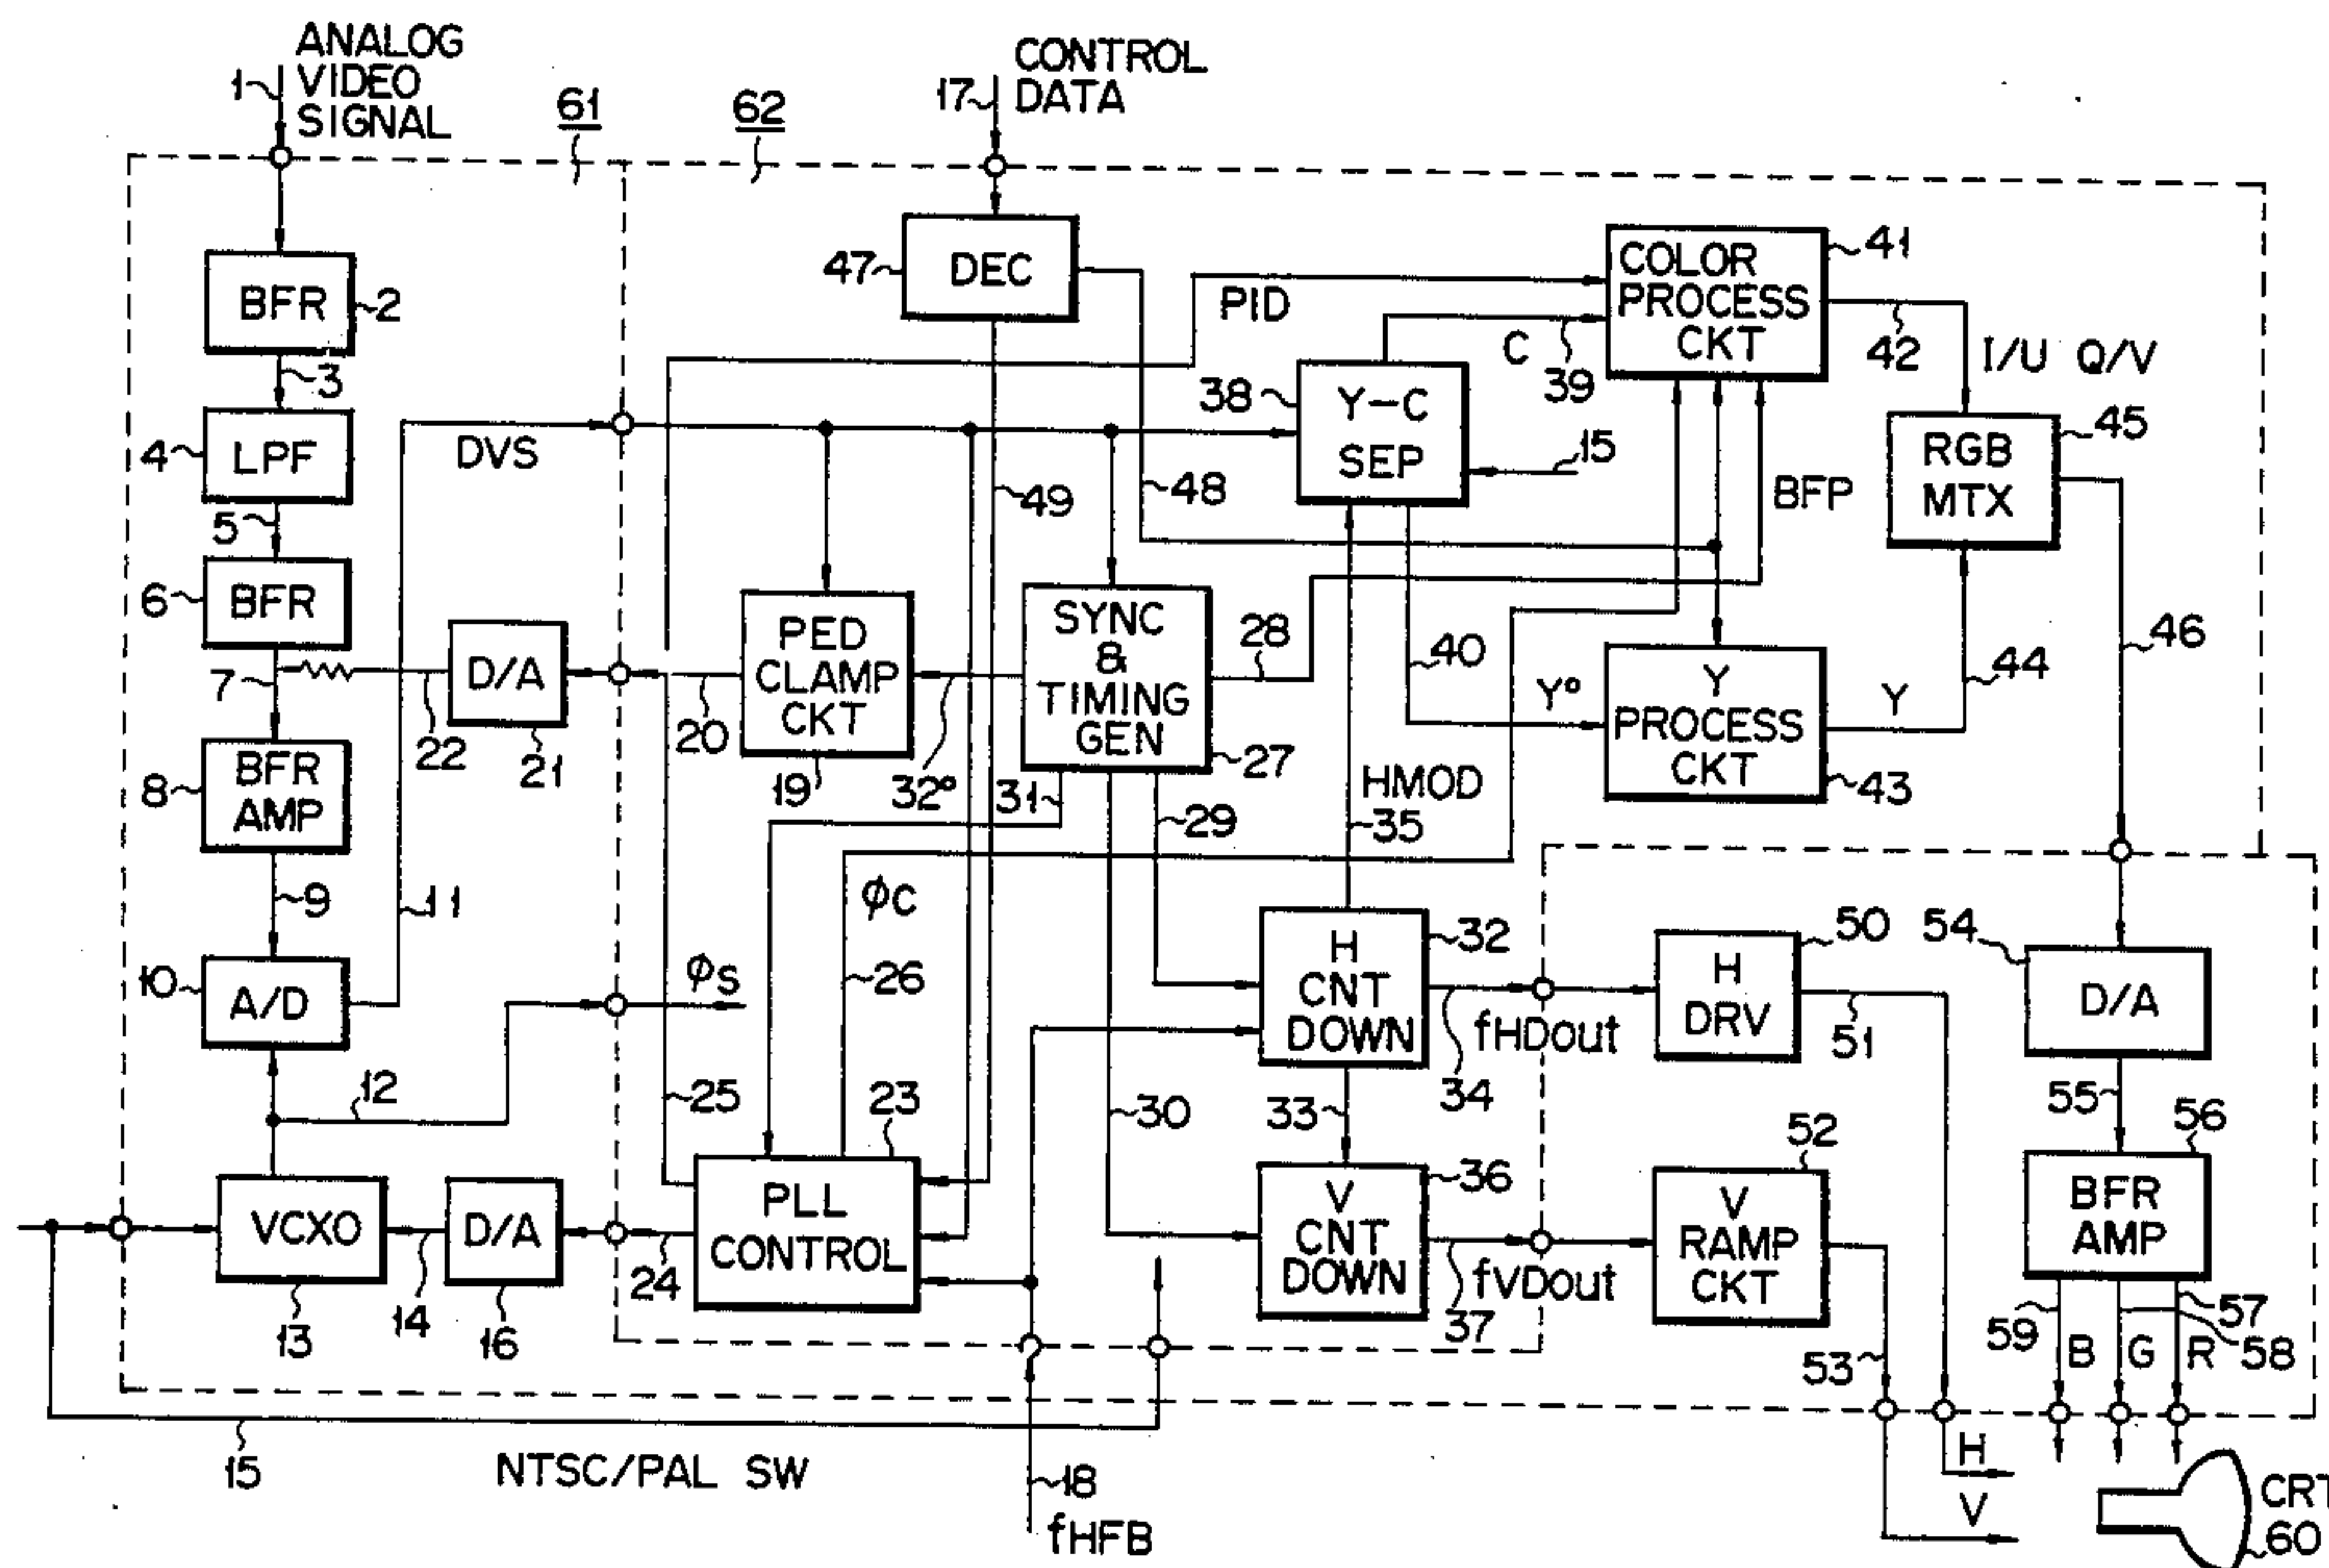 ANALOG
VIDEO
SIGNAL
1
CONTROL
DATA
17
61
62
BFR
2
3
LPF
4
5
BFR
6
7
BFR
AMP
8
9
A/D
10
11
12
VCXO
13
14
D/A
16
15
NTSC/PAL SW
18
fHFB
DVS
D/A
21
22
20
PED
CLAMP
CKT
19
32°
DEC
47
49
48
SYNC
&
TIMING
GEN
27
28
31
29
30
φS
25
φC
26
PLL
CONTROL
23
24
PID
Y-C
SEP
38
15
C
39
40
Y°
HMOD
35
COLOR
PROCESS
CKT
41
42
I/U Q/V
BFP
Y
PROCESS
CKT
43
Y
44
RGB
MTX
45
46
H
CNT
DOWN
32
33
34
fHDout
V
CNT
DOWN
36
37
fVDout
H
DRV
50
51
V
RAMP
CKT
52
53
D/A
54
55
BFR
AMP
56
57
58
59
B
G
R
H
V
CRT
60